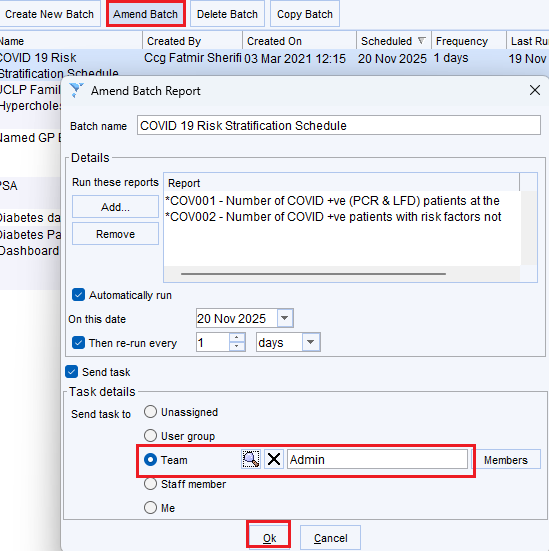 Create New Batch Amend Batch Delete Batch Copy Batch
Name Created By Created On Scheduled Frequency Last Ru
COVID 19 Risk Ccg Fatmir Sherifi 03 Mar 2021 12:15 20 Nov 2025 1 days 19 Nov
Stratification Schedule
UCLP Famil
Hypercholes
Named GP
PSA
Diabetes da
Diabetes Pa
Dashboard
Amend Batch Report
Batch name COVID 19 Risk Stratification Schedule
Details
Run these reports Report
Add... *COV001 - Number of COVID +ve (PCR & LFD) patients at the
Remove *COV002 - Number of COVID +ve patients with risk factors not
Automatically run
On this date 20 Nov 2025
Then re-run every 1 days
Send task
Task details
Send task to Unassigned
User group
Team Admin Members
Staff member
Me
Ok Cancel